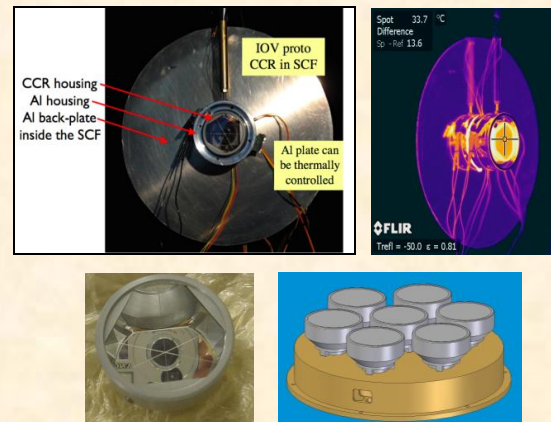 IOV proto
CCR in SCF
CCR housing
Al housing
Al back-plate
inside the SCF
Al plate can
be thermally
controlled
Spot 33.7 °C
Difference
Sp - Ref 13.6
FLIR
Trefl = -50.0 ε = 0.81